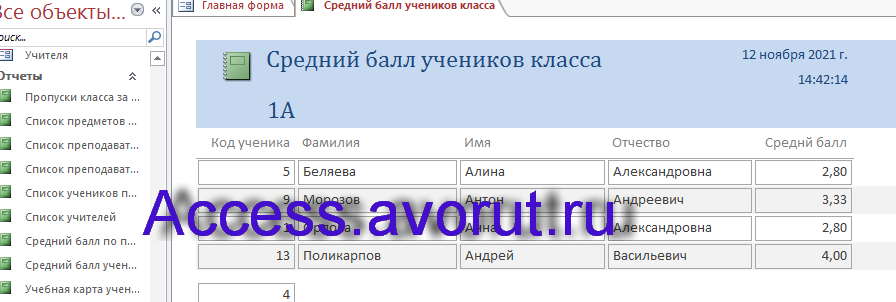 Все объекты...
Главная форма
Средний балл учеников класса
Учителя
Отчеты
Пропуски класса за ...
Список предметов ...
Список преподават...
Список преподават...
Список учеников п...
Список учителей
Средний балл по п...
Средний балл учен...
Учебная карта учен...
Средний балл учеников класса
1А
12 ноября 2021 г.
14:42:14
Код ученика Фамилия Имя Отчество Средний балл
5 Беляева Алина Александровна 2,80
9 Морозов Антон Андреевич 3,33
1 Орлова Анна Александровна 2,80
13 Поликарпов Андрей Васильевич 4,00
4
Access.avorut.ru